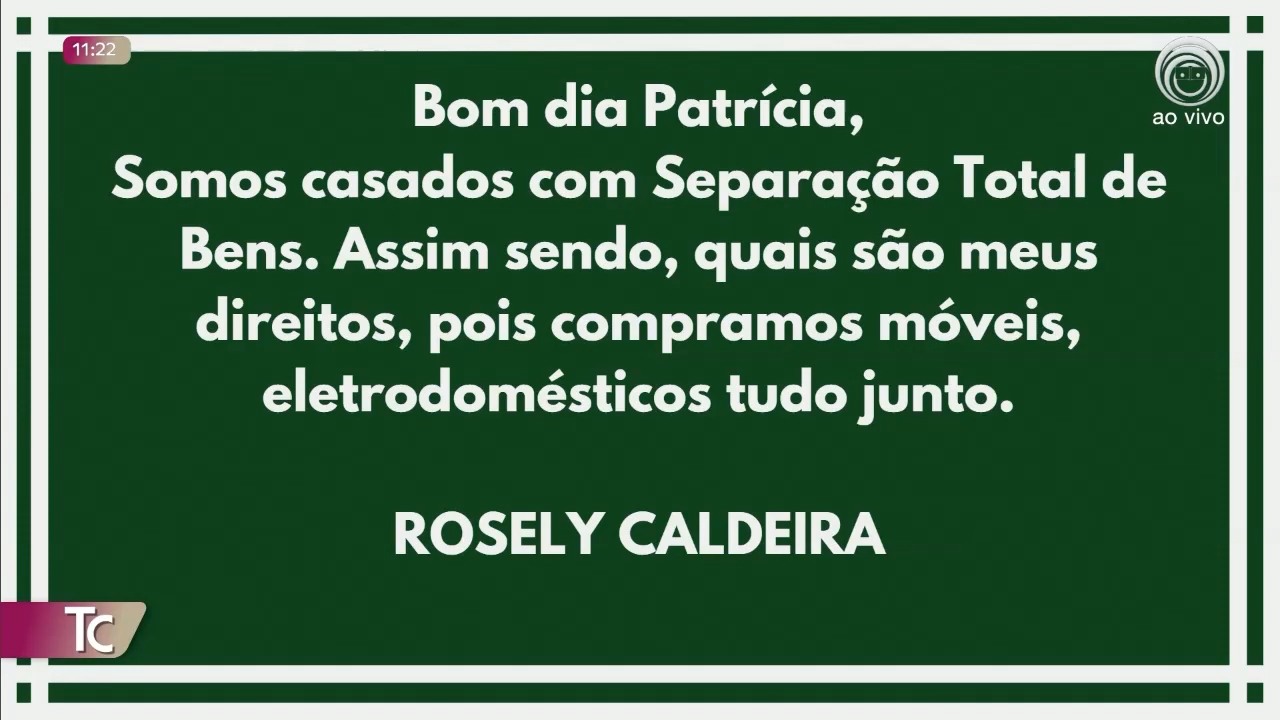 11:22
ao vivo
Bom dia Patrícia,
Somos casados com Separação Total de
Bens. Assim sendo, quais são meus
direitos, pois compramos móveis,
eletrodomésticos tudo junto.
ROSELY CALDEIRA
TC